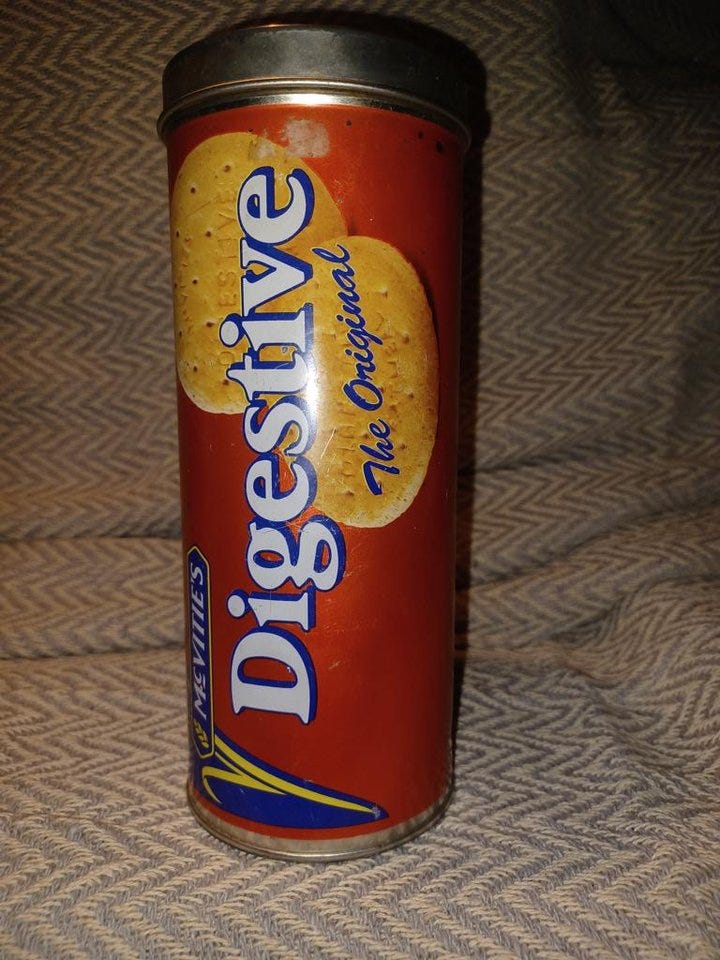 McVITIE'S
Digestive
The Original